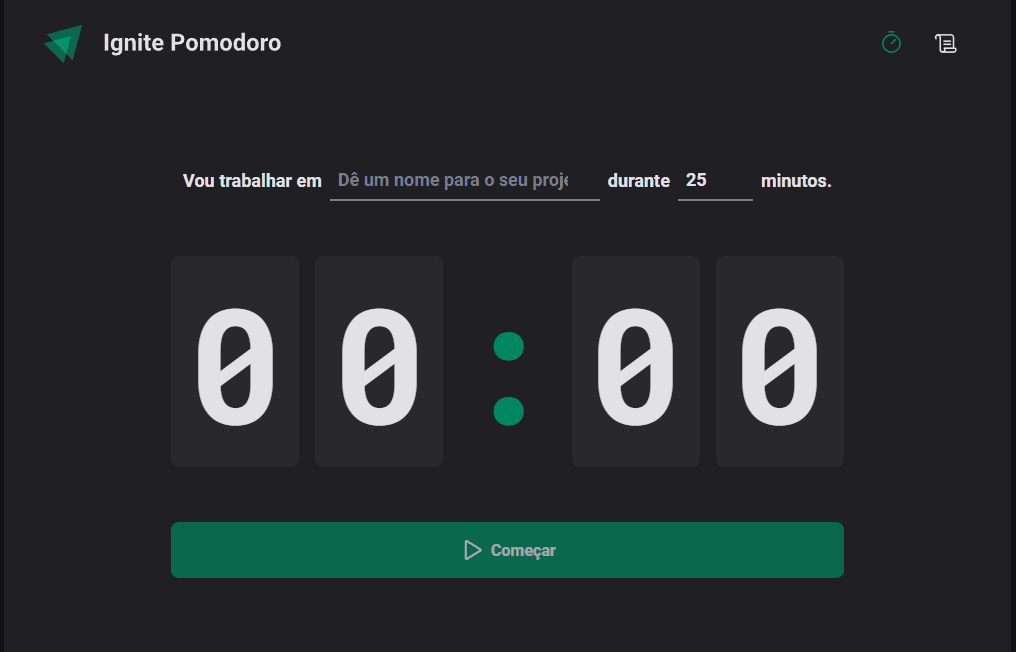 Ignite Pomodoro
Vou trabalhar em Dê um nome para o seu proje durante 25 minutos.
00:00
Começar